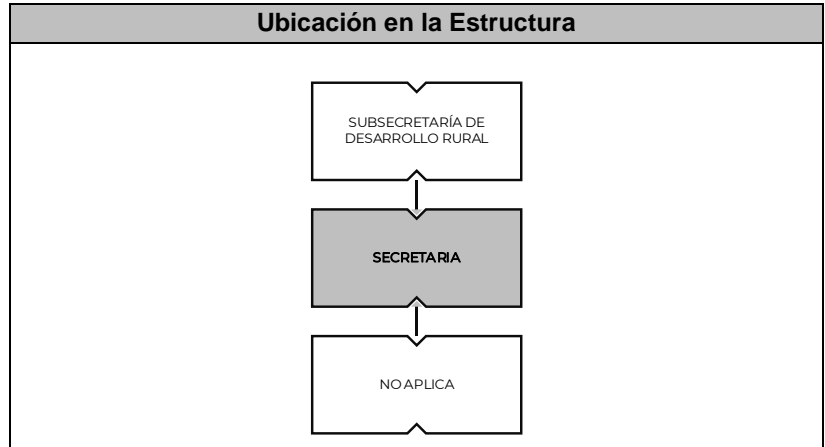 Ubicación en la Estructura
SUBSECRETARÍA DE
DESARROLLO RURAL
SECRETARIA
NO APLICA